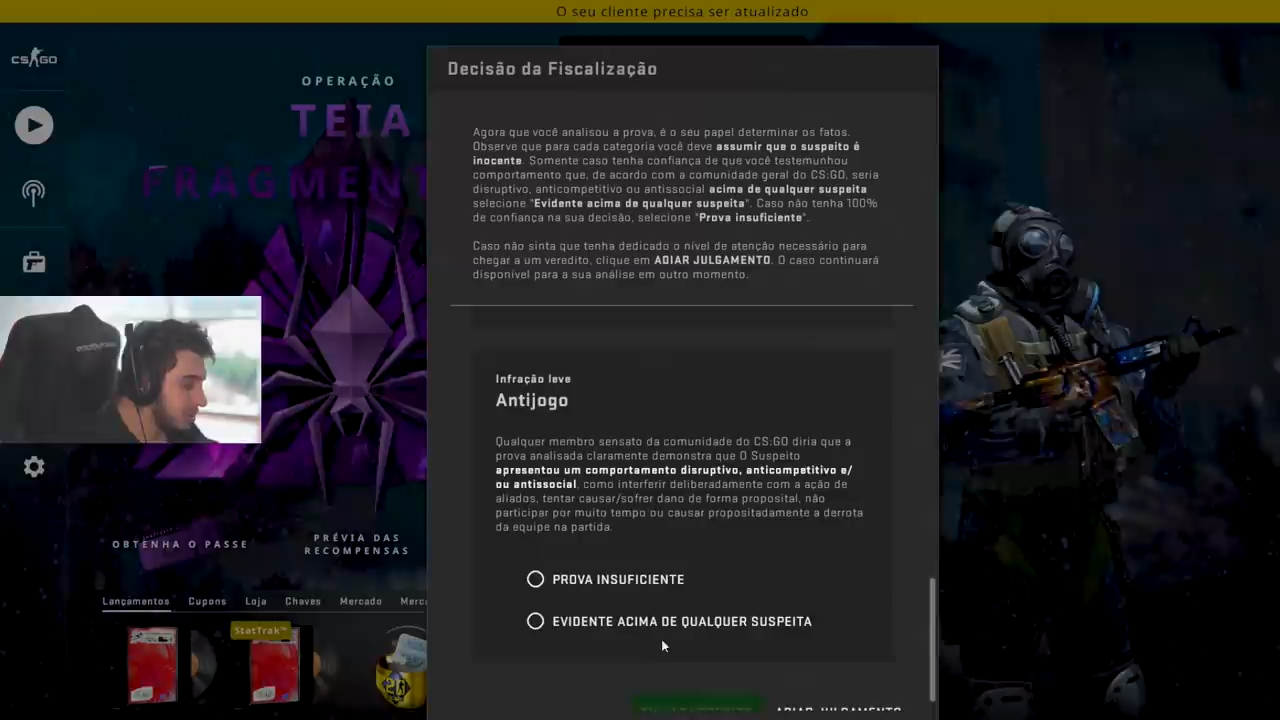 O seu cliente precisa ser atualizado
CS:GO
OPERAÇÃO
TEIA
FRAGMENT
Decisão da Fiscalização
Agora que você analisou a prova, é o seu papel determinar os fatos.
Observe que para cada categoria você deve assumir que o suspeito é
inocente. Somente caso tenha confiança de que você testemunhou
comportamento que, de acordo com a comunidade geral do CS:GO, seria
disruptivo, anticompetitivo ou antissocial acima de qualquer suspeita
selecione "Evidente acima de qualquer suspeita". Caso não tenha 100%
de confiança na sua decisão, selecione "Prova insuficiente".
Caso não sinta que tenha dedicado o nível de atenção necessário para
chegar a um veredito, clique em ADIAR JULGAMENTO. O caso continuará
disponível para a sua análise em outro momento.
Infração leve
Antijogo
Qualquer membro sensato da comunidade do CS:GO diria que a
prova analisada claramente demonstra que O Suspeito
apresentou um comportamento disruptivo, anticompetitivo e/
ou antissocial, como interferir deliberadamente com a ação de
aliados, tentar causar/sofrer dano de forma proposital, não
participar por muito tempo ou causar propositadamente a derrota
da equipe na partida.
PROVA INSUFICIENTE
EVIDENTE ACIMA DE QUALQUER SUSPEITA
ADIAR JULGAMENTO
OBTENHA O PASSE
PRÉVIA DAS
RECOMPENSAS
Lançamentos Cupons Loja Chaves Mercado Merc
StatTrak™